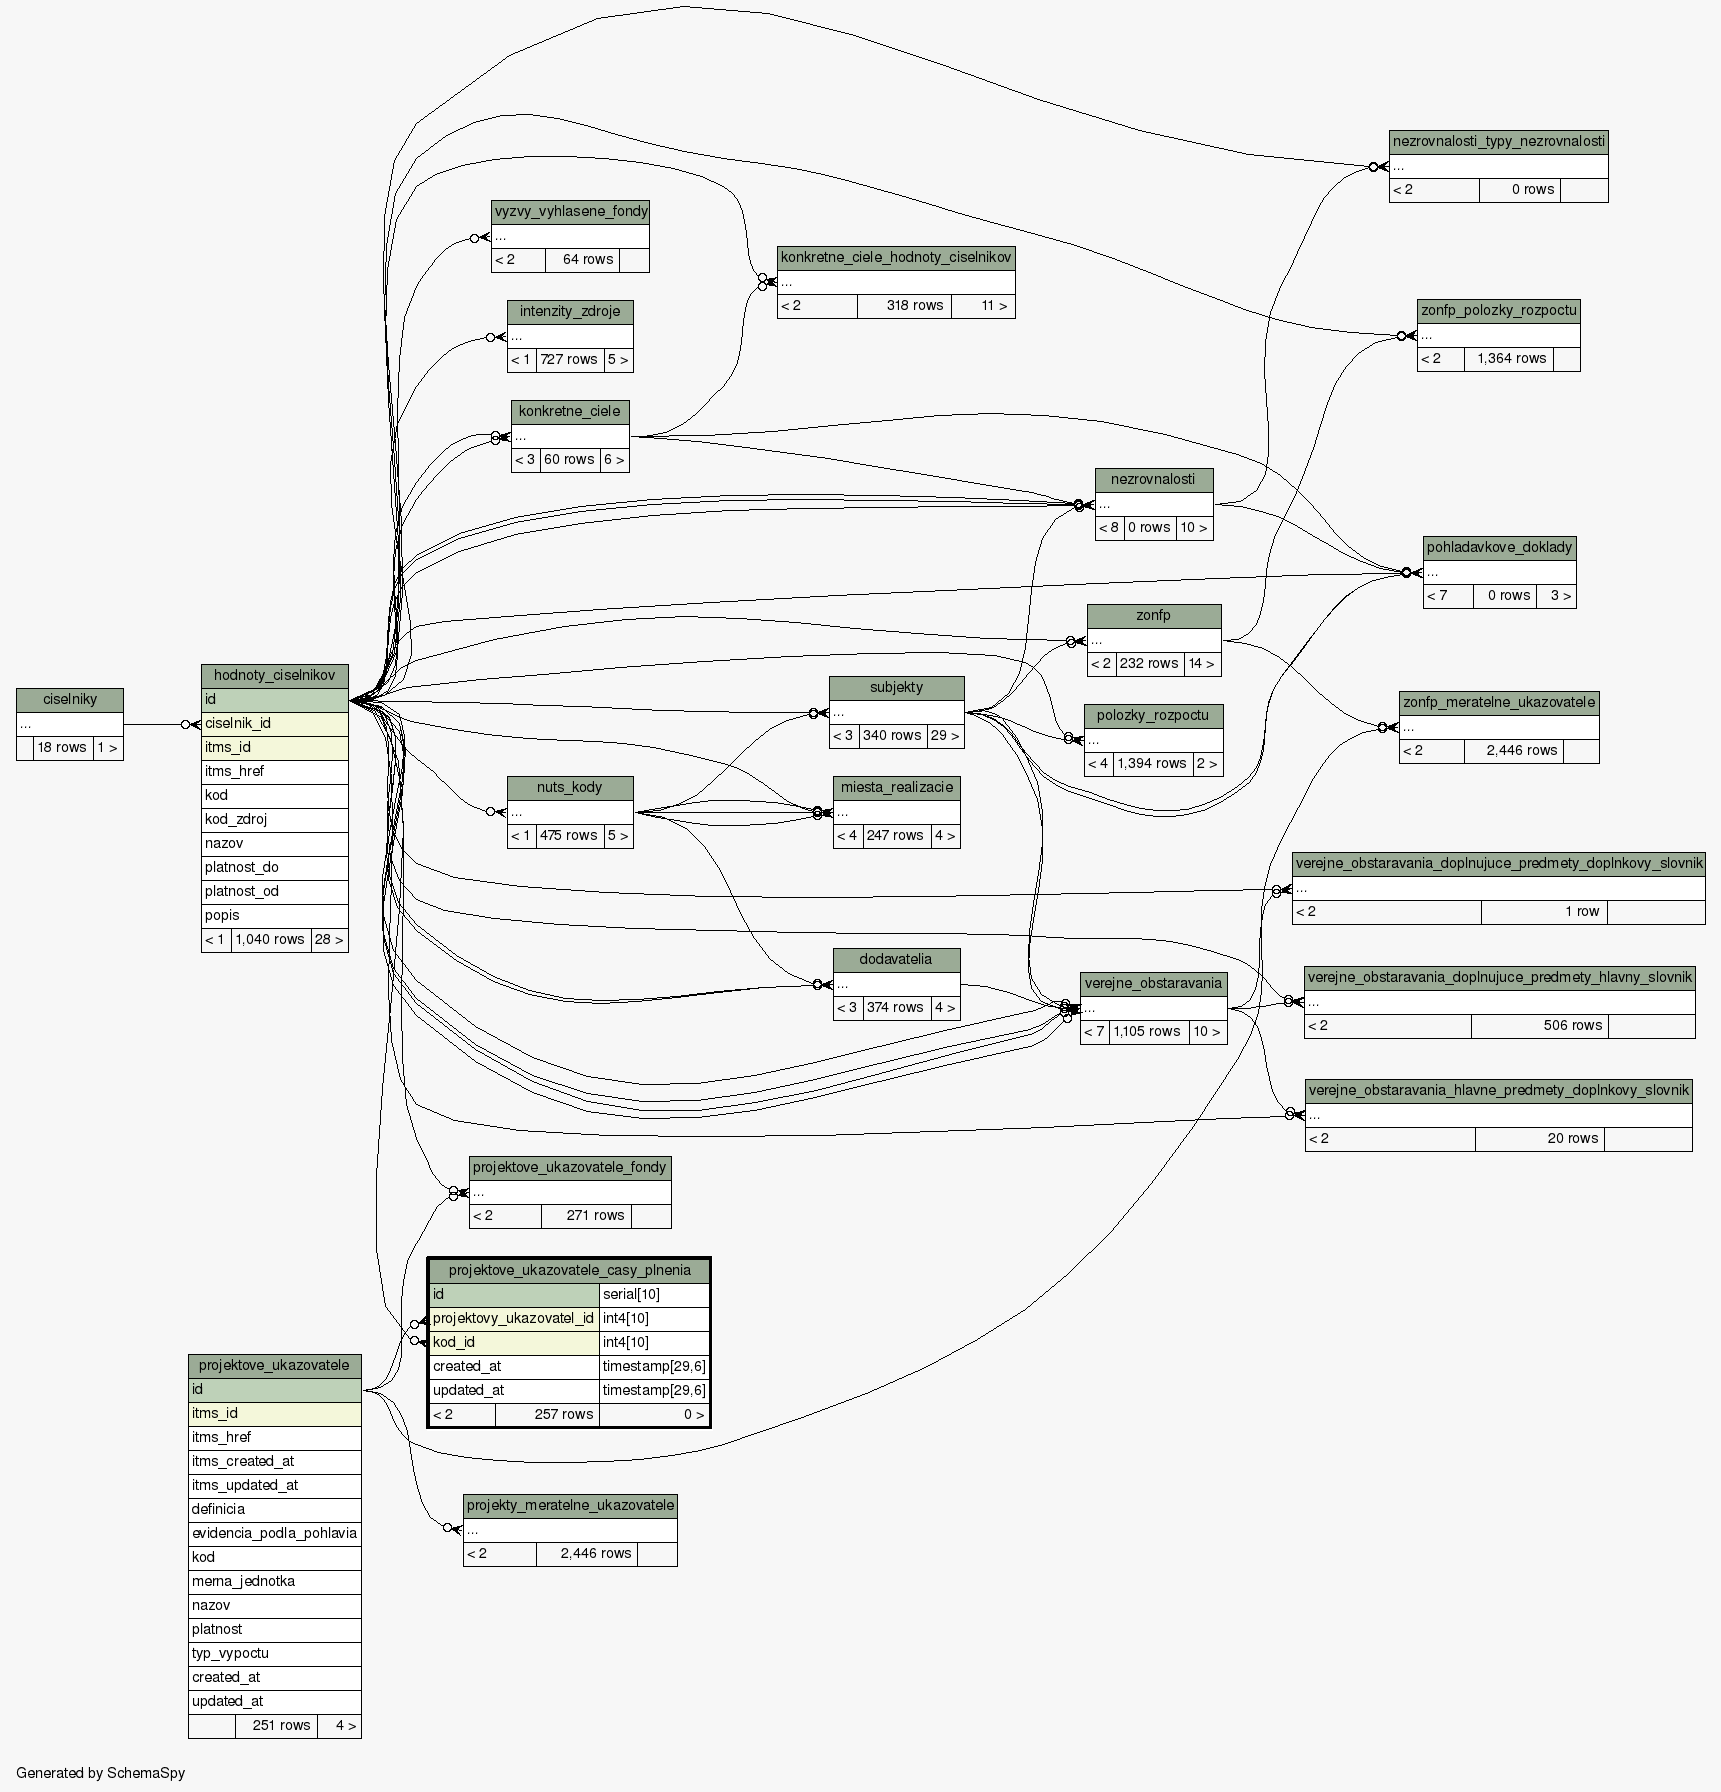 nezrovnalosti_typy_nezrovnalosti
...
< 2 0 rows
vyzvy_vyhlasene_fondy
...
< 2 64 rows
konkretne_ciele_hodnoty_ciselnikov
...
< 2 318 rows 11 >
intenzity_zdroje
...
< 1 727 rows 5 >
zonfp_polozky_rozpoctu
...
< 2 1,364 rows
konkretne_ciele
...
< 3 60 rows 6 >
nezrovnalosti
...
< 8 0 rows 10 >
pohladavkove_doklady
...
< 7 0 rows 3 >
zonfp
...
< 2 232 rows 14 >
ciselniky
...
18 rows 1 >
hodnoty_ciselnikov
id
ciselnik_id
itms_id
itms_href
kod
kod_zdroj
nazov
platnost_do
platnost_od
popis
< 1 1,040 rows 28 >
subjekty
...
< 3 340 rows 29 >
polozky_rozpoctu
...
< 4 1,394 rows 2 >
zonfp_meratelne_ukazovatele
...
< 2 2,446 rows
nuts_kody
...
< 1 475 rows 5 >
miesta_realizacie
...
< 4 247 rows 4 >
verejne_obstaravania_doplnujuce_predmety_doplnkovy_slovnik
...
< 2 1 row
dodavatelia
...
< 3 374 rows 4 >
verejne_obstaravania
...
< 7 1,105 rows 10 >
verejne_obstaravania_doplnujuce_predmety_hlavny_slovnik
...
< 2 506 rows
verejne_obstaravania_hlavne_predmety_doplnkovy_slovnik
...
< 2 20 rows
projektove_ukazovatele_fondy
...
< 2 271 rows
projektove_ukazovatele_casy_plnenia
id serial[10]
projektovy_ukazovatel_id int4[10]
kod_id int4[10]
created_at timestamp[29,6]
updated_at timestamp[29,6]
< 2 257 rows 0 >
projektove_ukazovatele
id
itms_id
itms_href
itms_created_at
itms_updated_at
definicia
evidencia_podla_pohlavia
kod
merna_jednotka
nazov
platnost
typ_vypoctu
created_at
updated_at
251 rows 4 >
projekty_meratelne_ukazovatele
...
< 2 2,446 rows
Generated by SchemaSpy